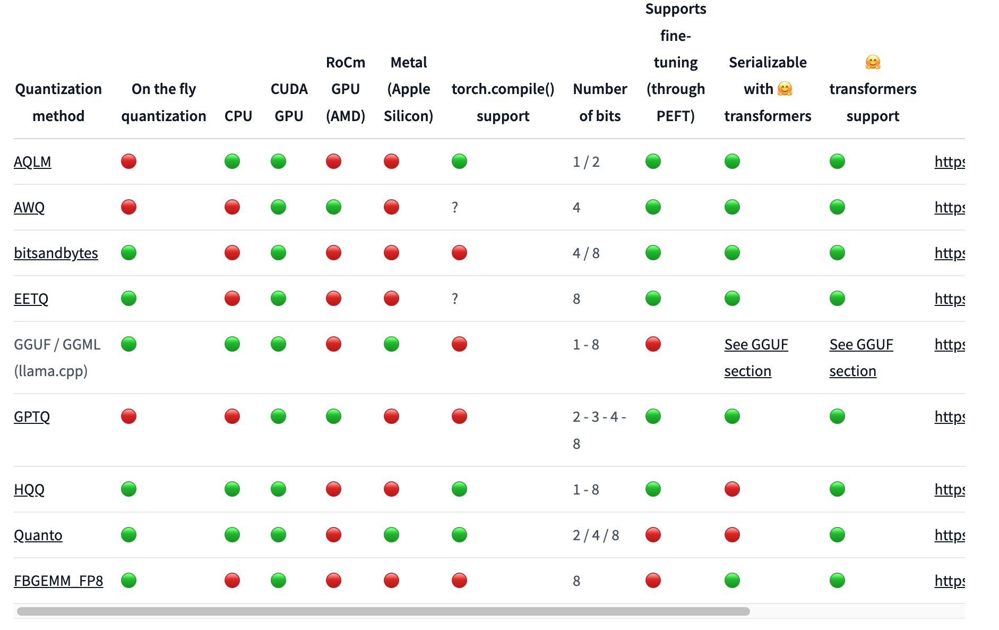 Quantization method
On the fly quantization
CPU
CUDA GPU
RoCm GPU (AMD)
Metal (Apple Silicon)
torch.compile() support
Number of bits
Supports fine-tuning (through PEFT)
Serializable with 🤗 transformers
🤗 transformers support
AQLM 🔴 🟢 🟢 🔴 🔴 🟢 1 / 2 🟢 🟢 🟢 https
AWQ 🔴 🔴 🟢 🟢 🔴 ? 4 🟢 🟢 🟢 https
bitsandbytes 🟢 🔴 🟢 🔴 🔴 🔴 4 / 8 🟢 🟢 🟢 https
EETQ 🟢 🔴 🟢 🔴 🔴 ? 8 🟢 🟢 🟢 https
GGUF / GGML (llama.cpp) 🟢 🟢 🟢 🔴 🟢 🔴 1 - 8 🔴 See GGUF section See GGUF section https
GPTQ 🔴 🔴 🟢 🟢 🔴 🔴 2 - 3 - 4 - 8 🟢 🟢 🟢 https
HQQ 🟢 🟢 🟢 🔴 🔴 🟢 1 - 8 🟢 🔴 🟢 https
Quanto 🟢 🟢 🟢 🔴 🟢 🟢 2 / 4 / 8 🔴 🔴 🟢 https
FBGEMM_FP8 🟢 🔴 🟢 🔴 🔴 🔴 8 🔴 🟢 🟢 https